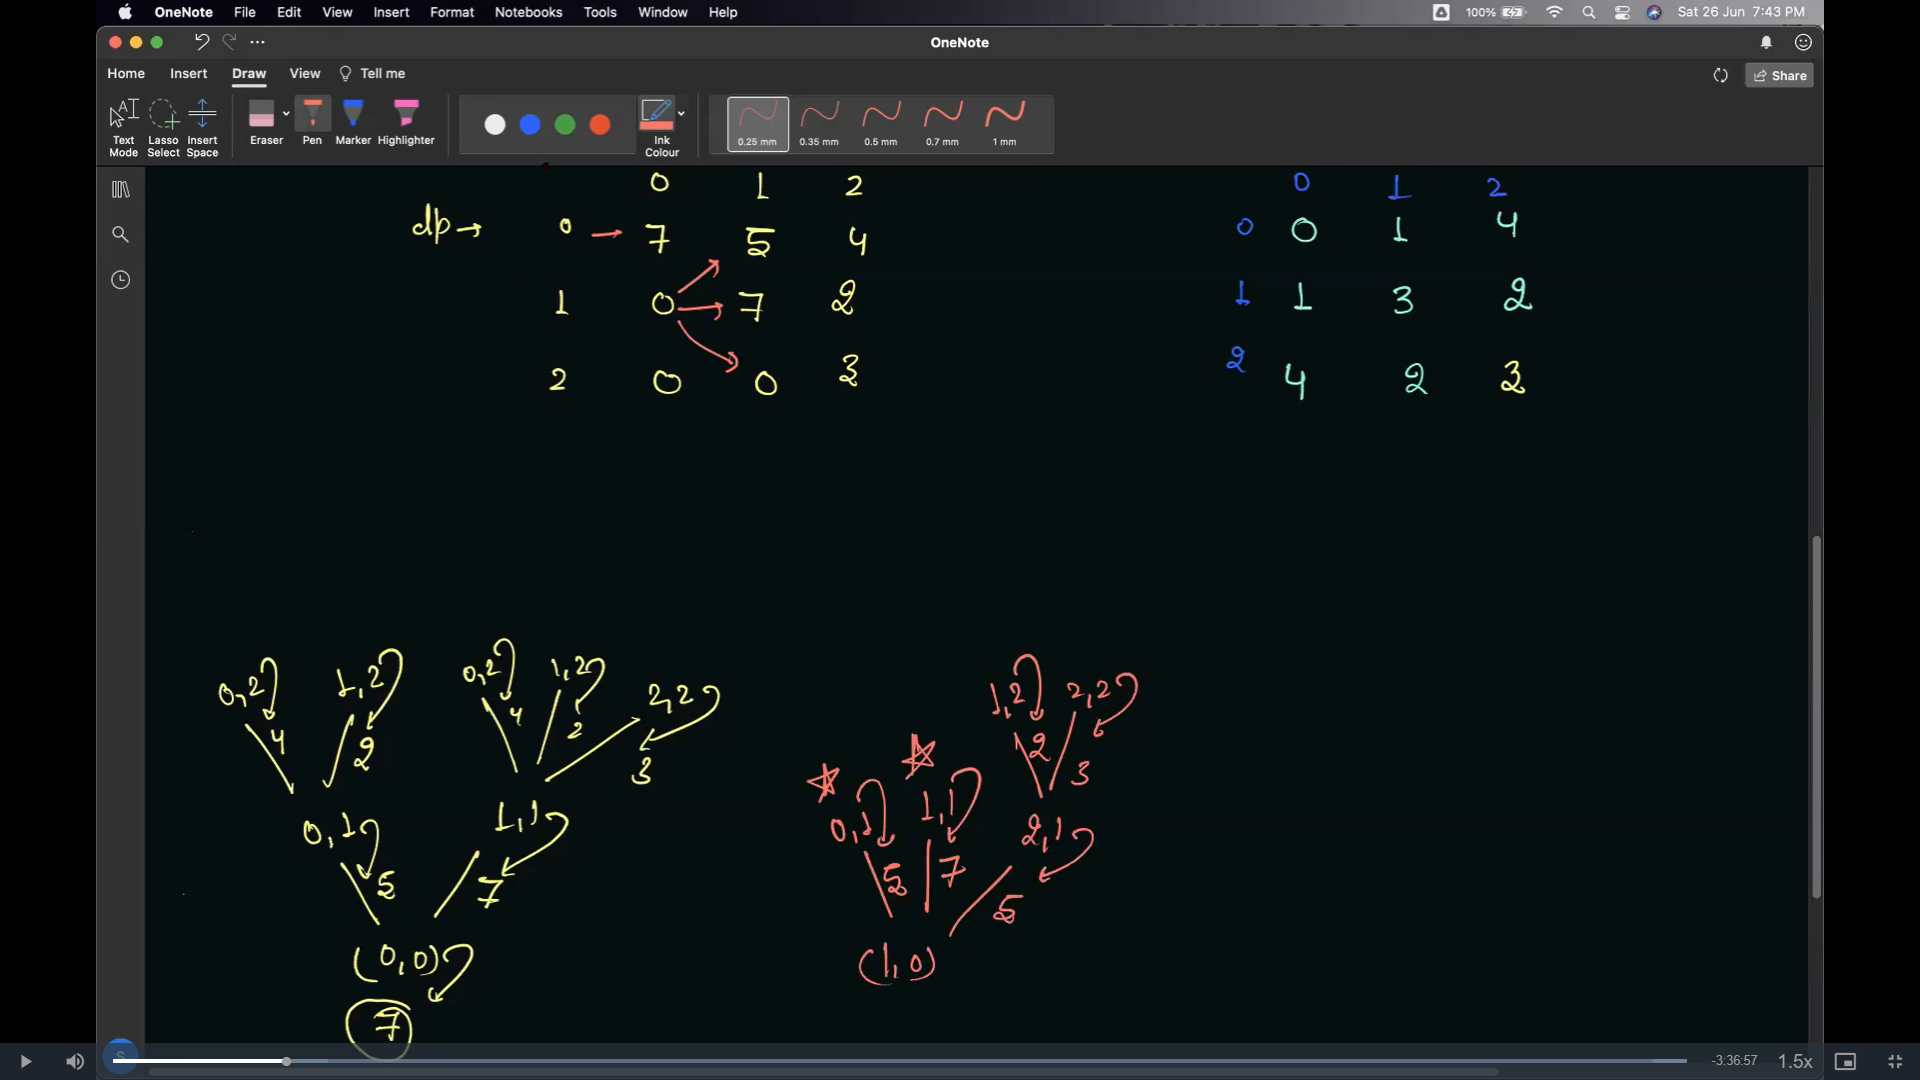 OneNote File Edit View Insert Format Notebooks Tools Window Help 100% Sat 26 Jun 7:43 PM
OneNote
Home Insert Draw View Tell me Share
Text Mode Lasso Select Insert Space Eraser Pen Marker Highlighter Ink Colour 0.25 mm 0.35 mm 0.5 mm 0.7 mm 1 mm
0 1 2 0 1 2
dp → 0 → 7 5 4 0 0 1 4
1 0 7 2 1 1 3 2
2 0 0 3 2 4 2 3
0,2 1,2 0,2 1,2 2,2 1,2 2,2
4 2 4 2 3 2 3
0,1 1,1 0,1 1,1 2,1
5 7 5 7 5
(0,0) (1,0)
7
S
-3:36:57 1.5x